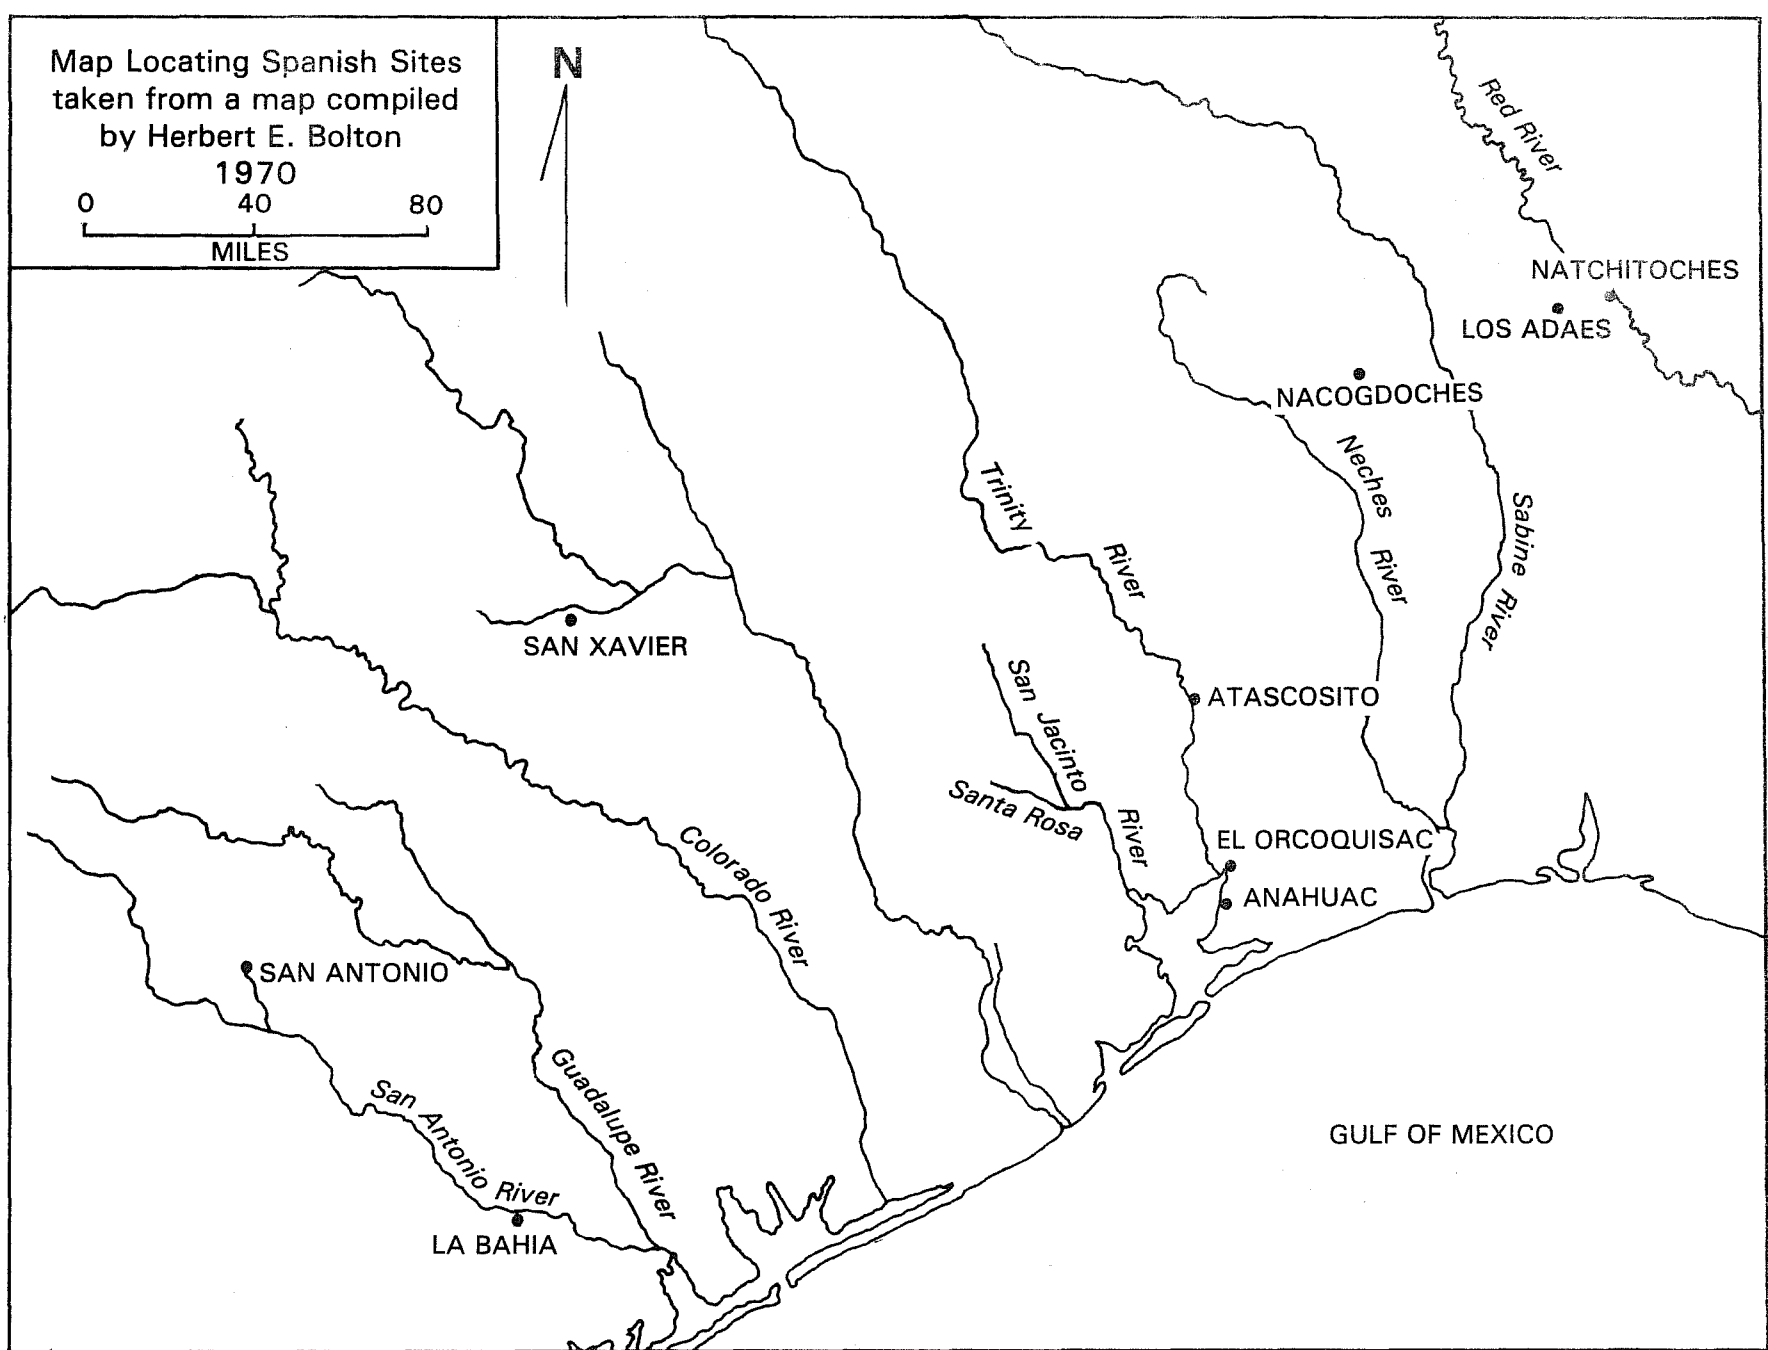 Map Locating Spanish Sites
taken from a map compiled
by Herbert E. Bolton
1970
0 40 80
MILES
N
Red River
NATCHITOCHES
LOS ADAES
NACOGDOCHES
Neches River
Trinity River
Sabine River
SAN XAVIER
San Jacinto River
ATASCOSITO
Santa Rosa
EL ORCOQUISAC
Colorado River
ANAHUAC
SAN ANTONIO
Guadalupe River
San Antonio River
GULF OF MEXICO
LA BAHIA